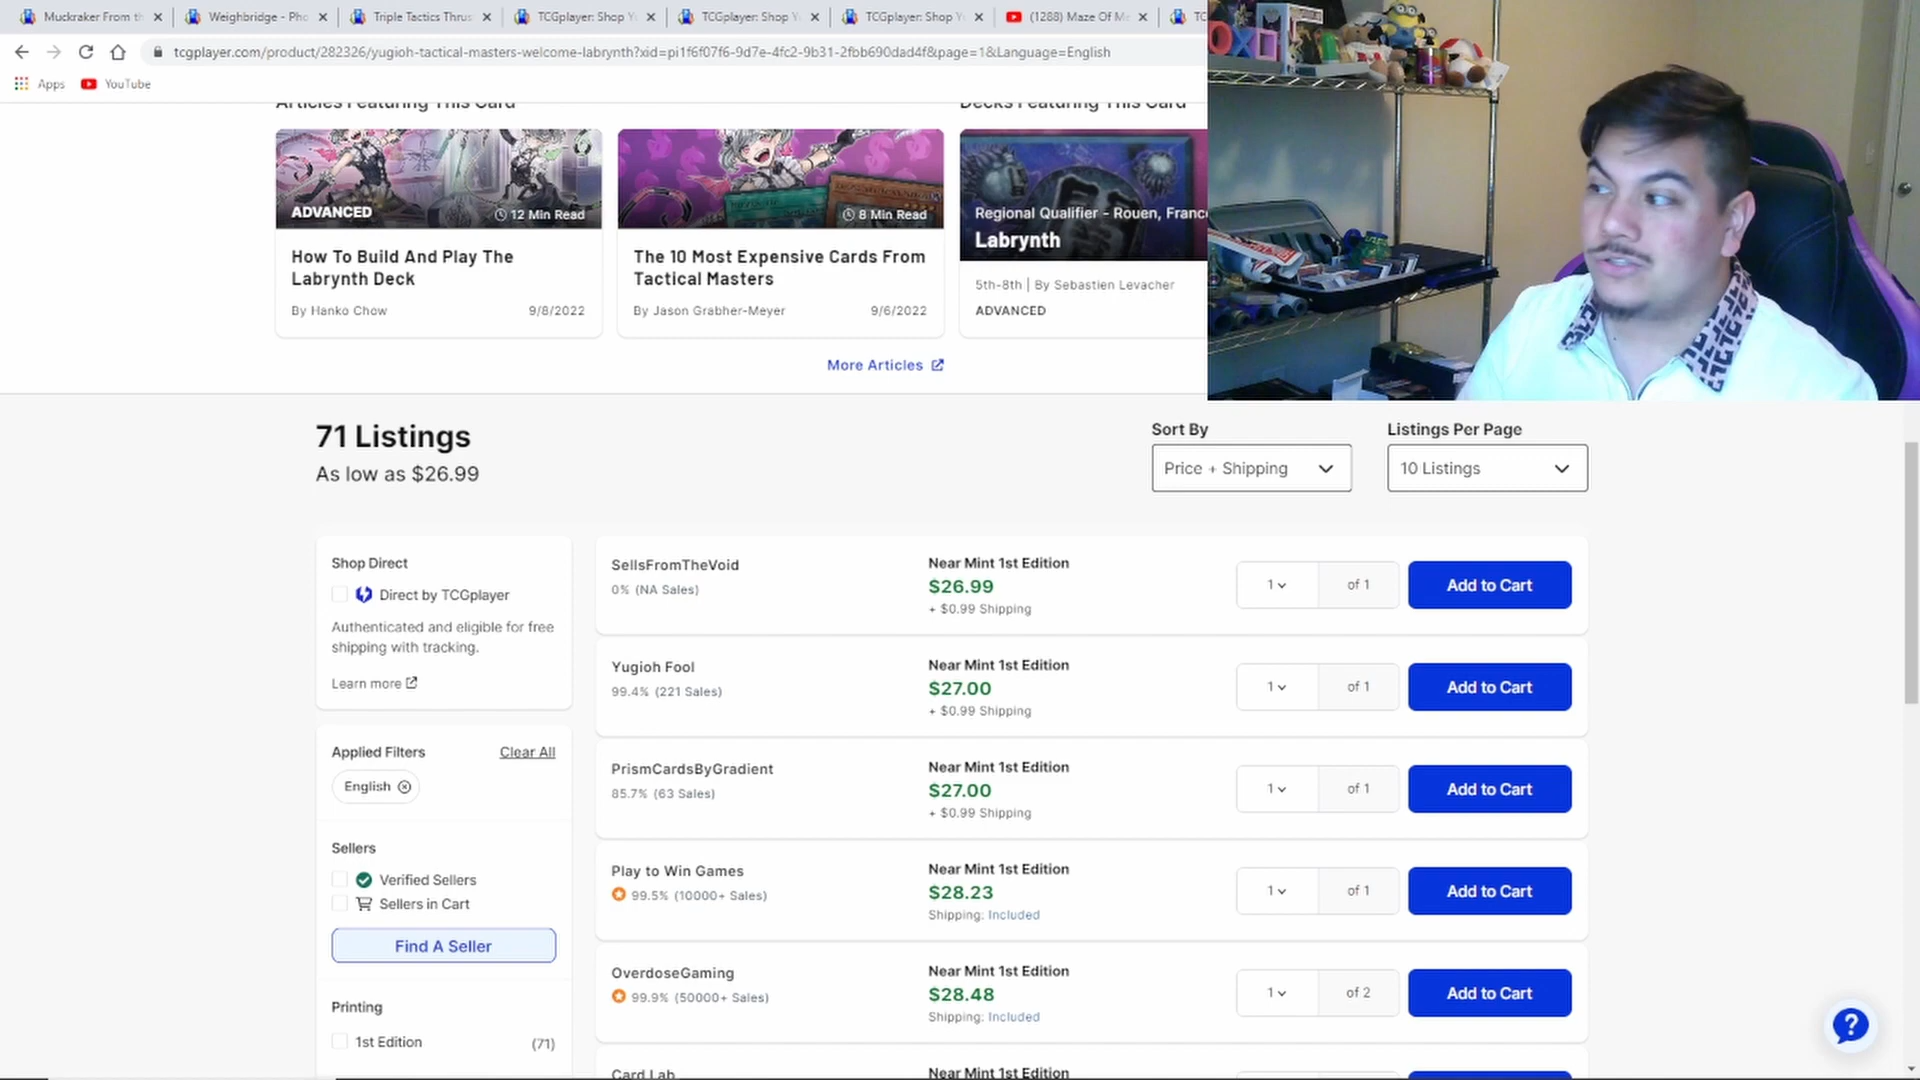 Muckraker From th
Weighbridge - Pho
Triple Tactics Thrus
TCGplayer: Shop Y
TCGplayer: Shop Y
TCGplayer: Shop Y
(1288) Maze Of M
TC
tcgplayer.com/product/282326/yugioh-tactical-masters-welcome-labrynth?xid=pi1f6f07f6-9d7e-4fc2-9b31-2fbb690dad4f&page=1&Language=English
Apps
YouTube
Articles Featuring This Card
Decks Featuring This Card
ADVANCED
12 Min Read
How To Build And Play The
Labrynth Deck
By Hanko Chow
9/8/2022
8 Min Read
The 10 Most Expensive Cards From
Tactical Masters
By Jason Grabher-Meyer
9/6/2022
Regional Qualifier - Rouen, Franc
Labrynth
5th-8th | By Sebastien Levacher
ADVANCED
More Articles
71 Listings
As low as $26.99
Sort By
Price + Shipping
Listings Per Page
10 Listings
Shop Direct
Direct by TCGplayer
Authenticated and eligible for free
shipping with tracking.
Learn more
Applied Filters
Clear All
English
Sellers
Verified Sellers
Sellers in Cart
Find A Seller
Printing
1st Edition
(71)
SellsFromTheVoid
0% (NA Sales)
Near Mint 1st Edition
$26.99
+ $0.99 Shipping
1
of 1
Add to Cart
Yugioh Fool
99.4% (221 Sales)
Near Mint 1st Edition
$27.00
+ $0.99 Shipping
1
of 1
Add to Cart
PrismCardsByGradient
85.7% (63 Sales)
Near Mint 1st Edition
$27.00
+ $0.99 Shipping
1
of 1
Add to Cart
Play to Win Games
99.5% (10000+ Sales)
Near Mint 1st Edition
$28.23
Shipping: Included
1
of 1
Add to Cart
OverdoseGaming
99.9% (50000+ Sales)
Near Mint 1st Edition
$28.48
Shipping: Included
1
of 2
Add to Cart
Card Lab
Near Mint 1st Edition
?